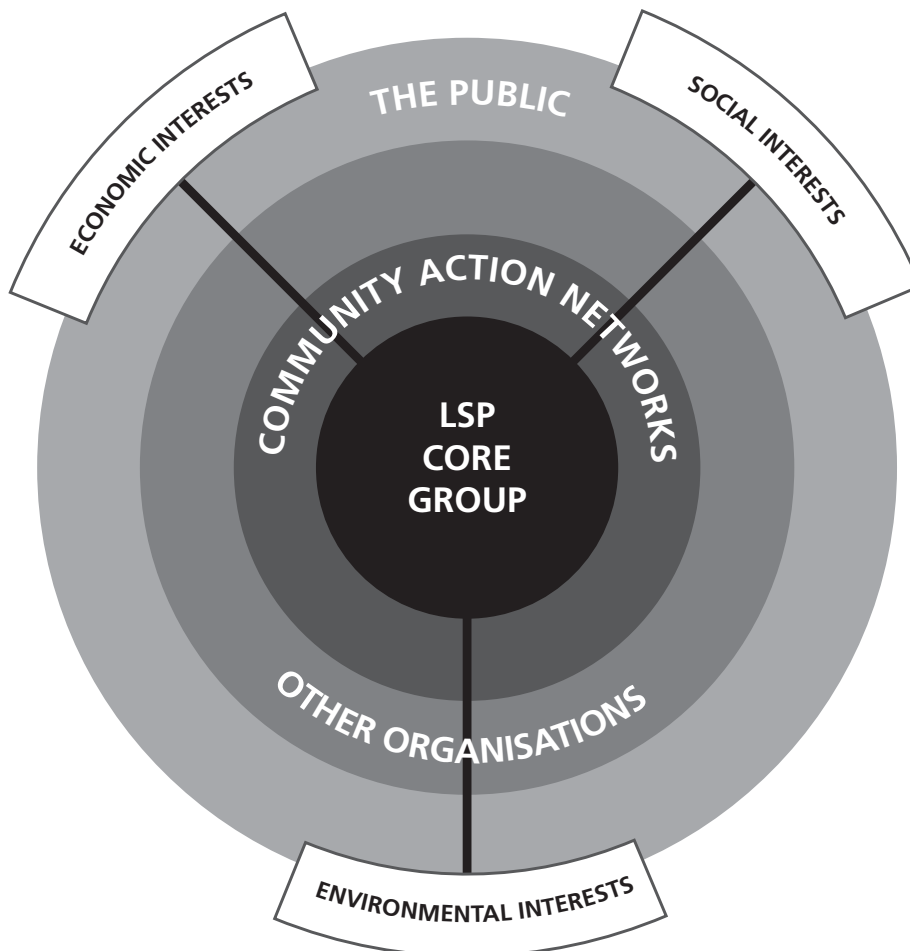 ECONOMIC INTERESTS
THE PUBLIC
SOCIAL INTERESTS
COMMUNITY ACTION NETWORKS
LSP
CORE
GROUP
OTHER ORGANISATIONS
ENVIRONMENTAL INTERESTS